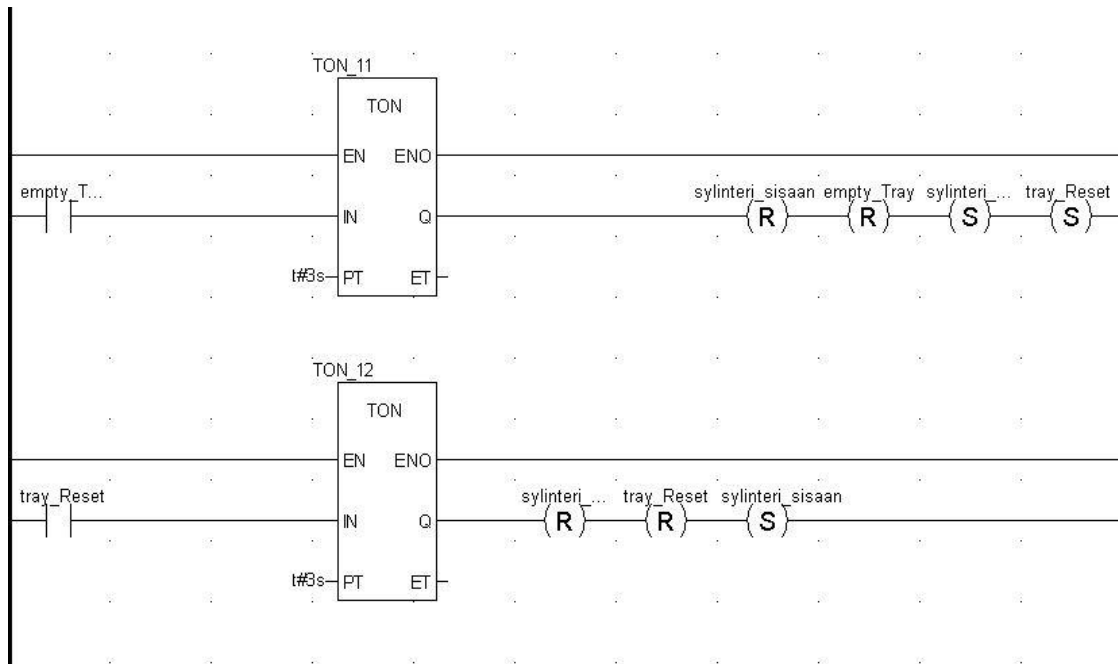 TON_11
TON
EN ENO
empty_T...
sylinteri_sisaan empty_Tray sylinteri_... tray_Reset
IN Q
R R S S
t#3s PT ET
TON_12
TON
EN ENO
tray_Reset
sylinteri_... tray_Reset sylinteri_sisaan
IN Q
R R S
t#3s PT ET